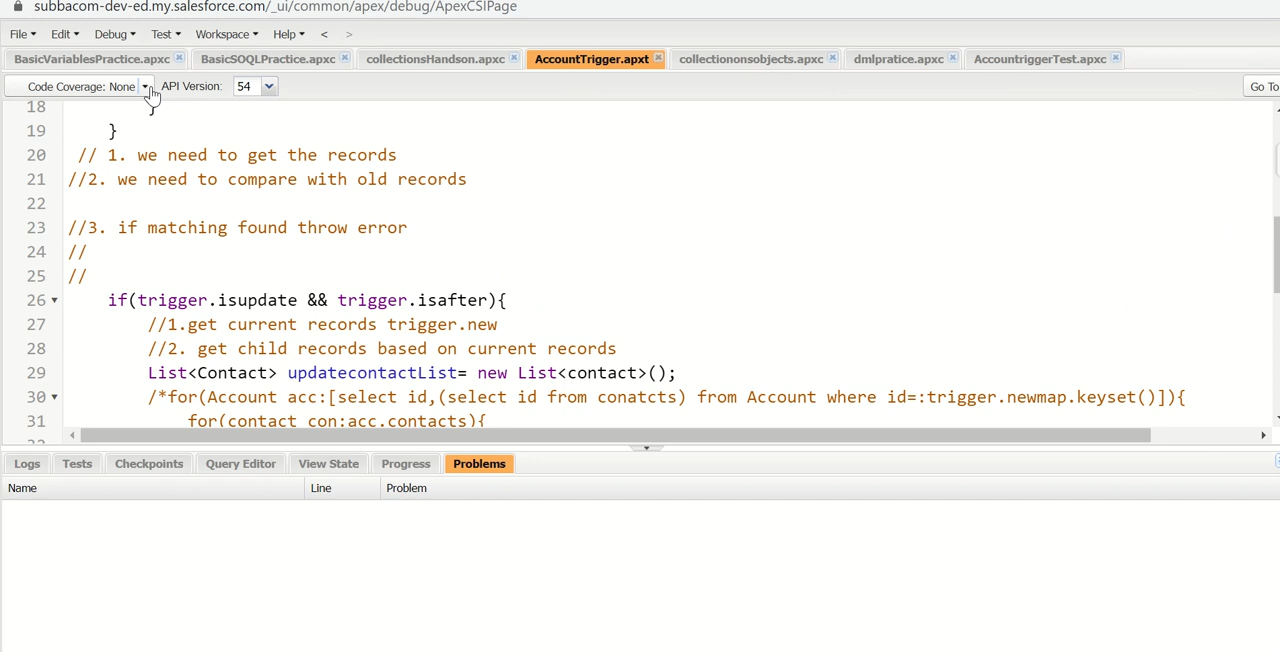 subbacom-dev-ed.my.salesforce.com/_ui/common/apex/debug/ApexCSIPage
File Edit Debug Test Workspace Help < >
BasicVariablesPractice.apxc BasicSOQLPractice.apxc collectionsHandson.apxc AccountTrigger.apxt collectiononsobjects.apxc dmlpratice.apxc AccountriggerTest.apxc
Code Coverage: None API Version: 54 Go To
18 }
19 }
20 // 1. we need to get the records
21 //2. we need to compare with old records
22
23 //3. if matching found throw error
24 //
25 //
26 if(trigger.isupdate && trigger.isafter){
27 //1.get current records trigger.new
28 //2. get child records based on current records
29 List<Contact> updatecontactList= new List<contact>();
30 /*for(Account acc:[select id,(select id from conatcts) from Account where id=:trigger.newmap.keyset()]){
31 for(contact con:acc.contacts){
Logs Tests Checkpoints Query Editor View State Progress Problems
Name Line Problem